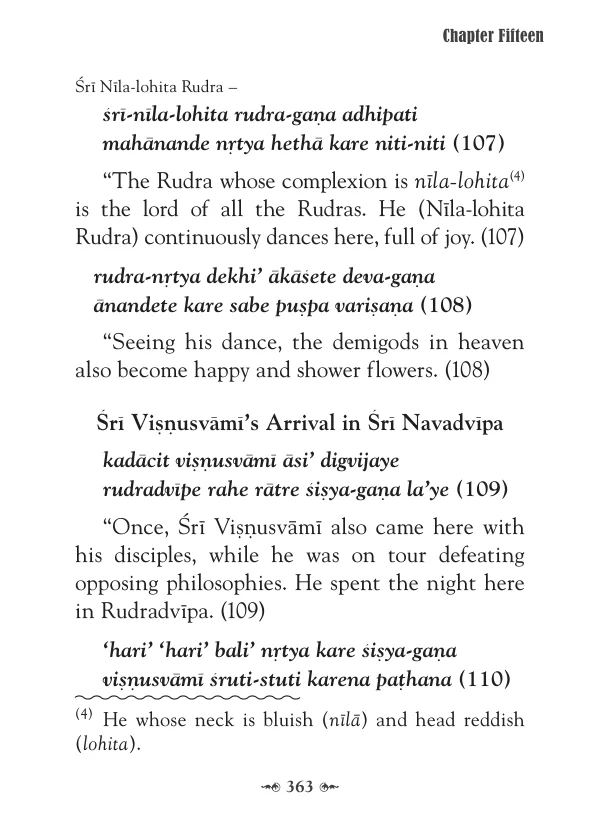 Chapter Fifteen
Śrī Nīla-lohita Rudra –
śrī-nīla-lohita rudra-gaṇa adhipati
mahānande nṛtya hethā kare niti-niti (107)
“The Rudra whose complexion is nīla-lohita(4)
is the lord of all the Rudras. He (Nīla-lohita
Rudra) continuously dances here, full of joy. (107)
rudra-nṛtya dekhi’ ākāśete deva-gaṇa
ānandete kare sabe puṣpa variṣaṇa (108)
“Seeing his dance, the demigods in heaven
also become happy and shower flowers. (108)
Śrī Viṣṇusvāmī’s Arrival in Śrī Navadvīpa
kadācit viṣṇusvāmī āsi’ digvijaye
rudradvīpe rahe rātre śiṣya-gaṇa la’ye (109)
“Once, Śrī Viṣṇusvāmī also came here with
his disciples, while he was on tour defeating
opposing philosophies. He spent the night here
in Rudradvīpa. (109)
‘hari’ ‘hari’ bali’ nṛtya kare śiṣya-gaṇa
viṣṇusvāmī śruti-stuti karena paṭhana (110)
(4) He whose neck is bluish (nīlā) and head reddish
(lohita).
363